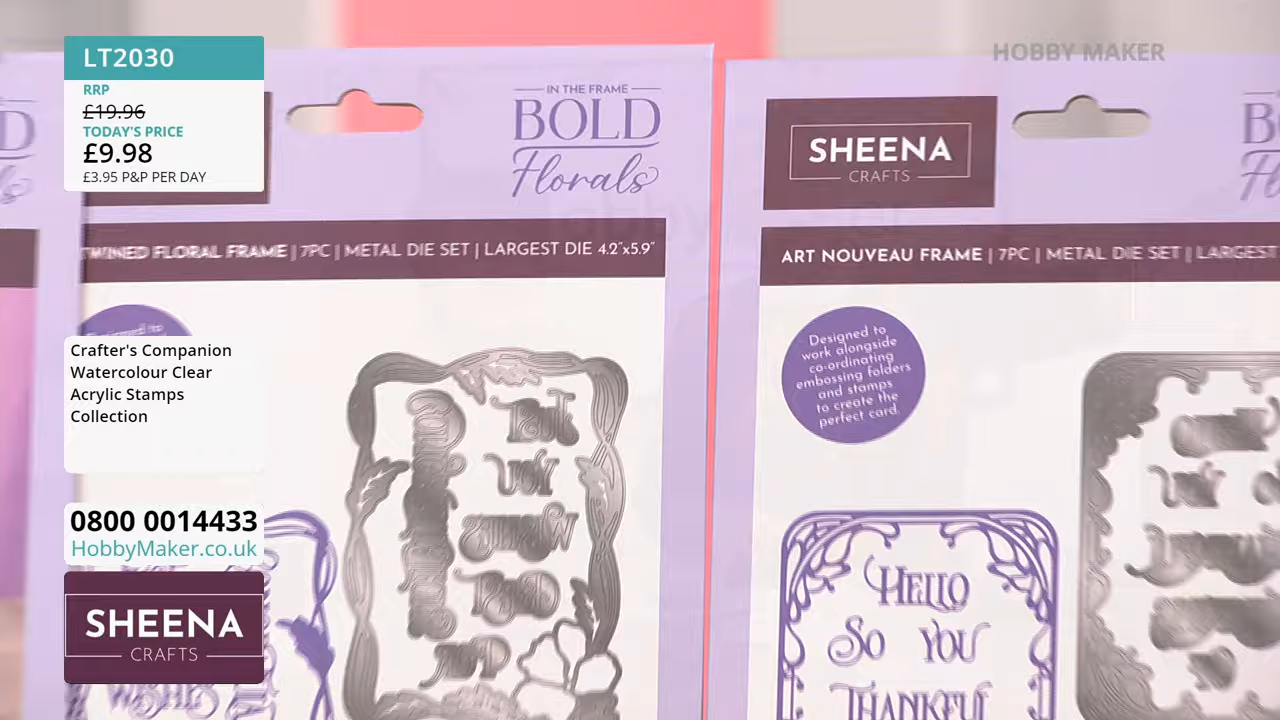 LT2030
RRP
£19.96
TODAY'S PRICE
£9.98
£3.95 P&P PER DAY
Crafter's Companion
Watercolour Clear
Acrylic Stamps
Collection
0800 0014433
HobbyMaker.co.uk
SHEENA
CRAFTS
HOBBY MAKER
IN THE FRAME
BOLD
Florals
FLORAL FRAME | 7PC | METAL DIE SET | LARGEST DIE 4.2"x5.9"
SHEENA
CRAFTS
ART NOUVEAU FRAME | 7PC | METAL DIE SET | LARGEST
Designed to
work alongside
co-ordinating
embossing folders
and stamps
to create the
perfect card.
HELLO
SO YOU
THANKFUL